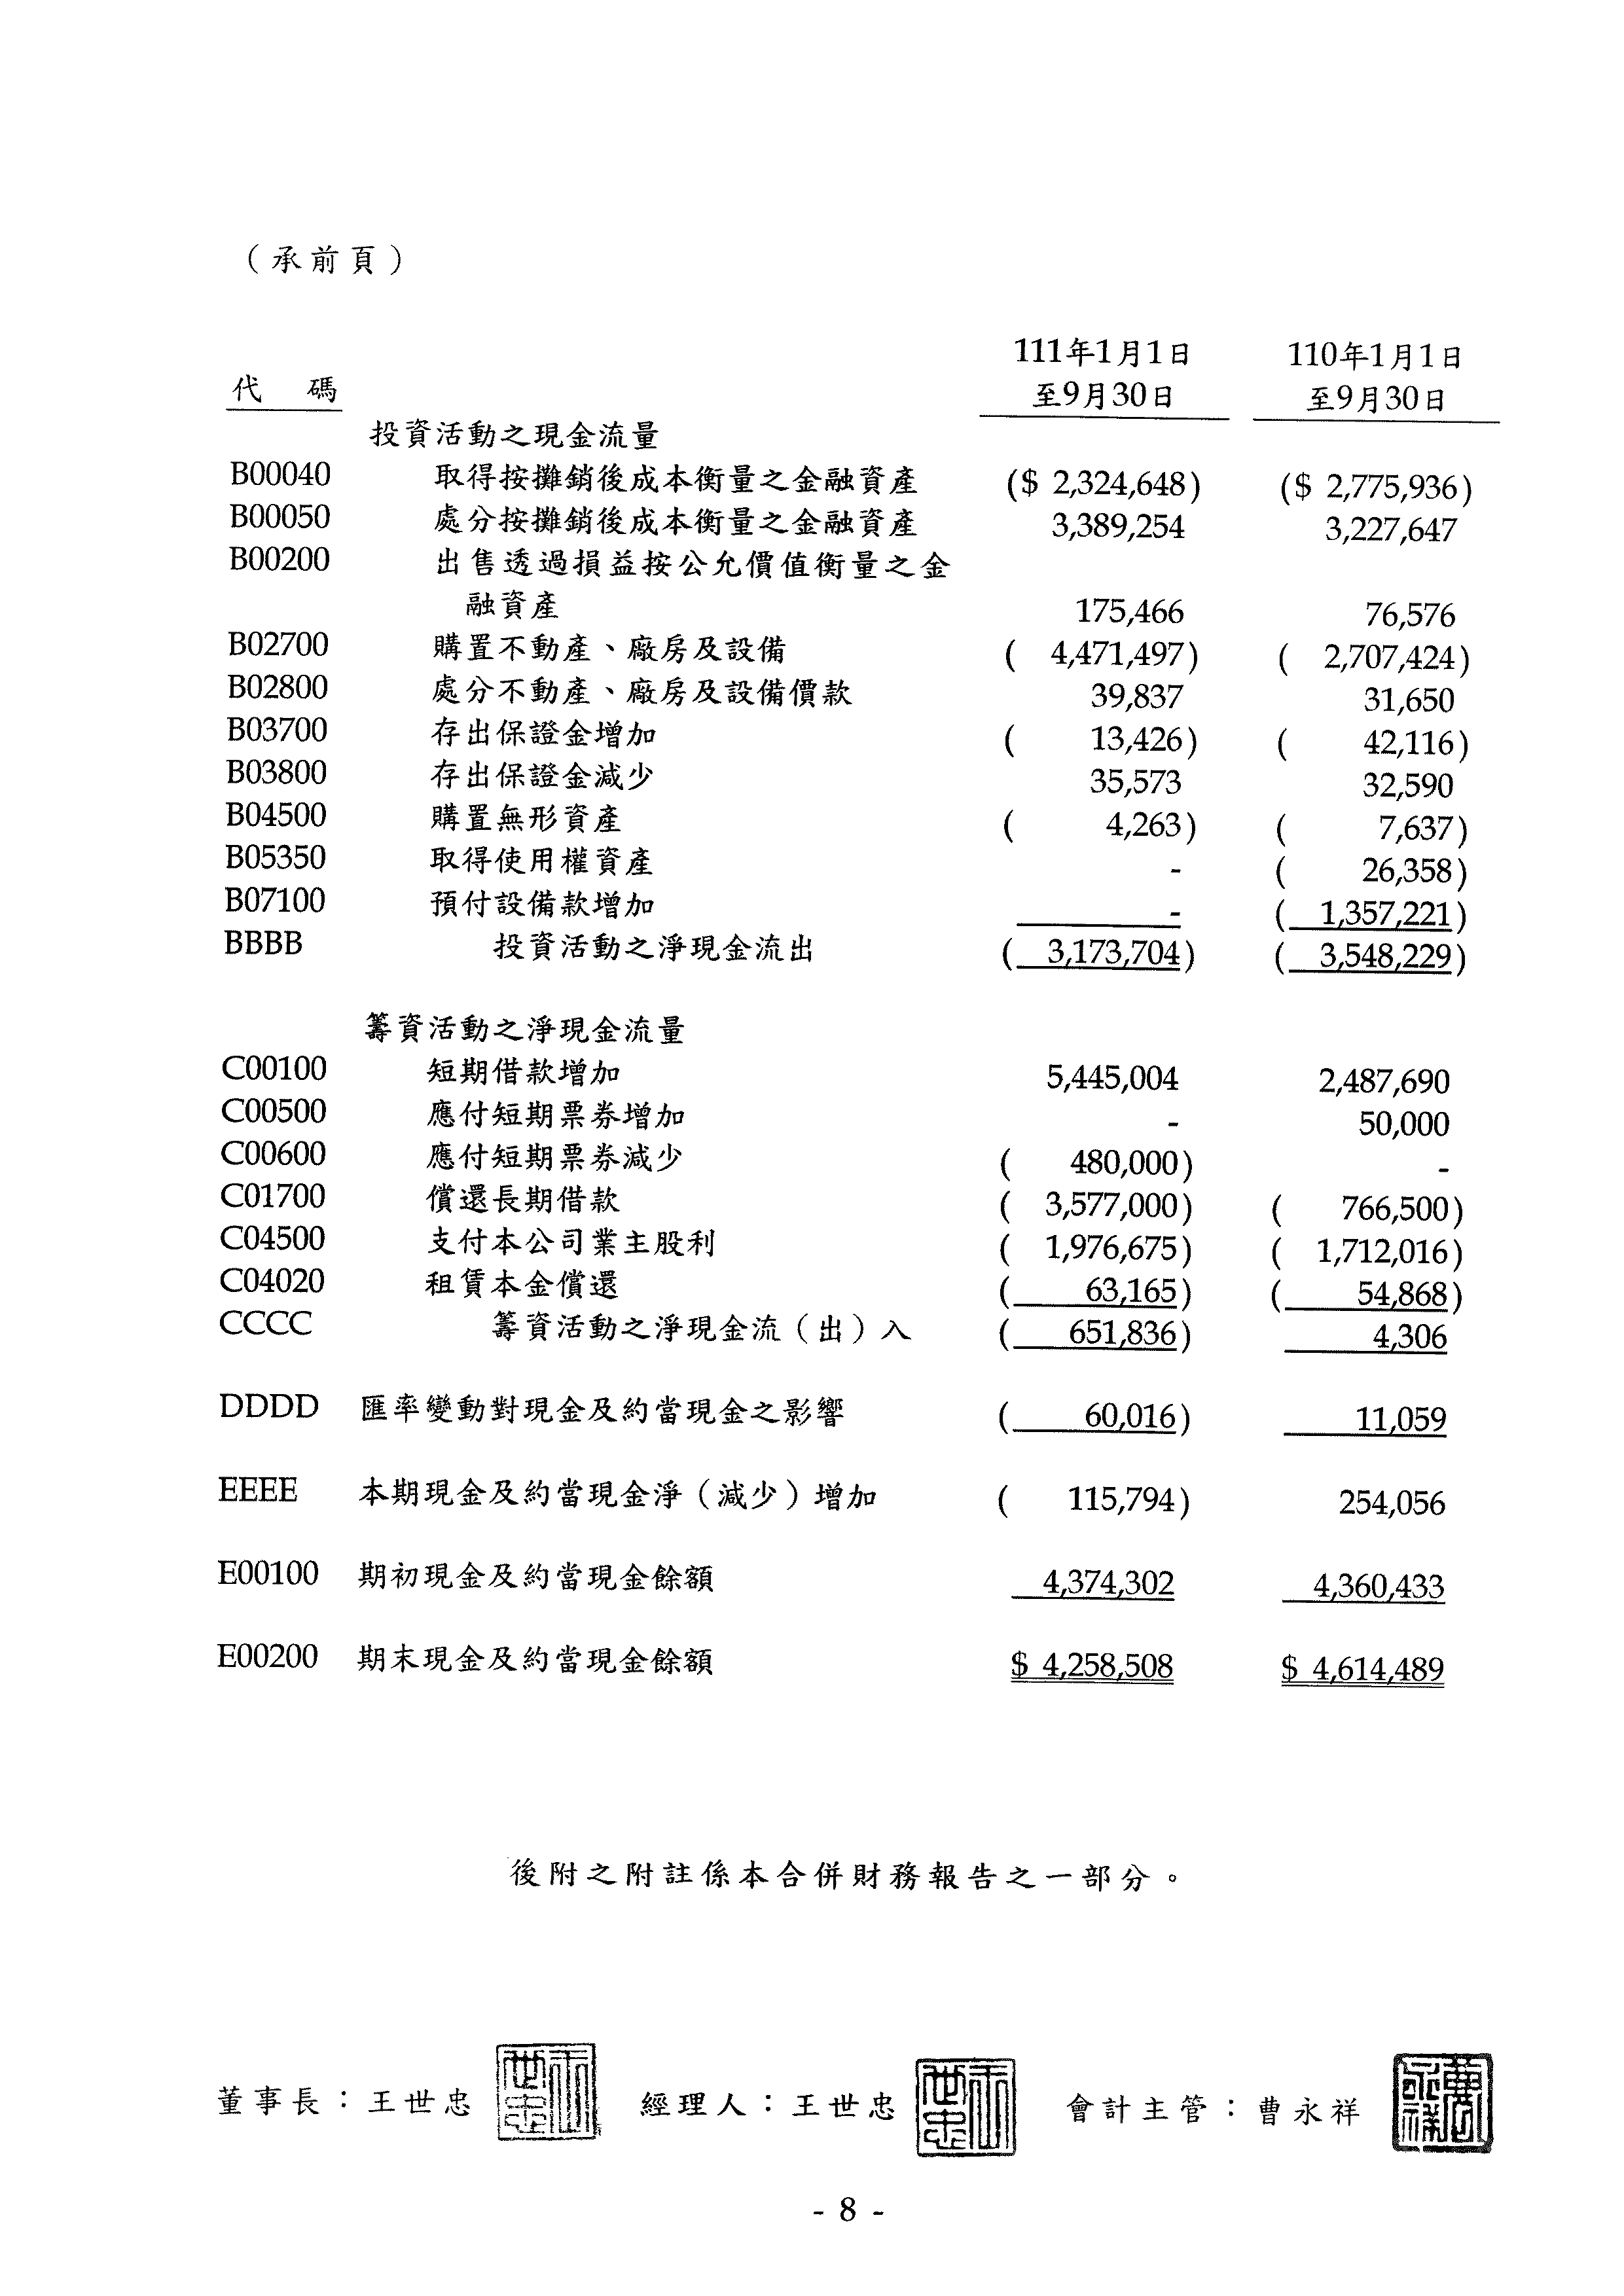 （承前頁）
111年1月1日 110年1月1日
代 碼 至9月30日 至9月30日
投資活動之現金流量
B00040 取得按攤銷後成本衡量之金融資產 ($ 2,324,648) ($ 2,775,936)
B00050 處分按攤銷後成本衡量之金融資產 3,389,254 3,227,647
B00200 出售透過損益按公允價值衡量之金
融資產 175,466 76,576
B02700 購置不動產、廠房及設備 ( 4,471,497) ( 2,707,424)
B02800 處分不動產、廠房及設備價款 39,837 31,650
B03700 存出保證金增加 ( 13,426) ( 42,116)
B03800 存出保證金減少 35,573 32,590
B04500 購置無形資產 ( 4,263) ( 7,637)
B05350 取得使用權資產 - ( 26,358)
B07100 預付設備款增加 - ( 1,357,221)
BBBB 投資活動之淨現金流出 ( 3,173,704) ( 3,548,229)
籌資活動之淨現金流量
C00100 短期借款增加 5,445,004 2,487,690
C00500 應付短期票券增加 - 50,000
C00600 應付短期票券減少 ( 480,000) -
C01700 償還長期借款 ( 3,577,000) ( 766,500)
C04500 支付本公司業主股利 ( 1,976,675) ( 1,712,016)
C04020 租賃本金償還 ( 63,165) ( 54,868)
CCCC 籌資活動之淨現金流（出）入 ( 651,836) 4,306
DDDD 匯率變動對現金及約當現金之影響 ( 60,016) 11,059
EEEE 本期現金及約當現金淨（減少）增加 ( 115,794) 254,056
E00100 期初現金及約當現金餘額 4,374,302 4,360,433
E00200 期末現金及約當現金餘額 $ 4,258,508 $ 4,614,489
後附之附註係本合併財務報告之一部分。
董事長：王世忠 王世忠 經理人：王世忠 王世忠 會計主管：曹永祥 曹永祥
- 8 -